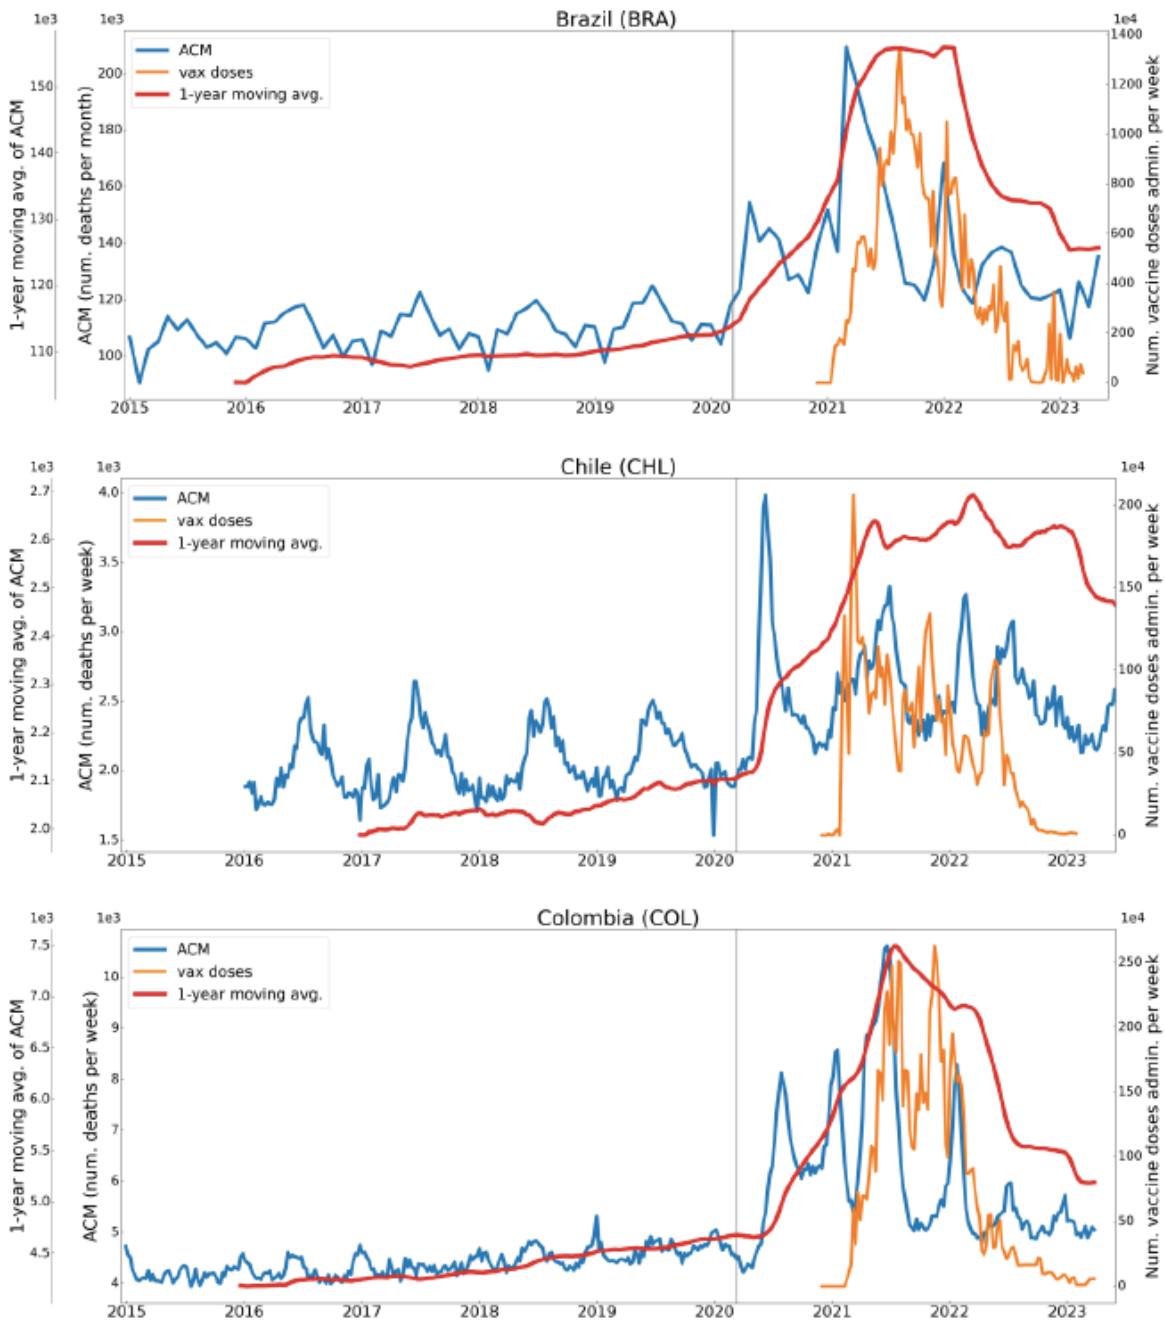 Brazil (BRA)
1e3
1e3
1e4
ACM
vax doses
1-year moving avg.
1-year moving avg. of ACM
150
140
130
120
110
ACM (num. deaths per month)
200
180
160
140
120
100
Num. vaccine doses admin. per week
1400
1200
1000
800
600
400
200
0
2015
2016
2017
2018
2019
2020
2021
2022
2023
Chile (CHL)
1e3
1e3
1e4
ACM
vax doses
1-year moving avg.
1-year moving avg. of ACM
2.7
2.6
2.5
2.4
2.3
2.2
2.1
2.0
ACM (num. deaths per week)
4.0
3.5
3.0
2.5
2.0
1.5
Num. vaccine doses admin. per week
200
150
100
50
0
2015
2016
2017
2018
2019
2020
2021
2022
2023
Colombia (COL)
1e3
1e3
1e4
ACM
vax doses
1-year moving avg.
1-year moving avg. of ACM
7.5
7.0
6.5
6.0
5.5
5.0
4.5
ACM (num. deaths per week)
10
9
8
7
6
5
4
Num. vaccine doses admin. per week
250
200
150
100
50
0
2015
2016
2017
2018
2019
2020
2021
2022
2023